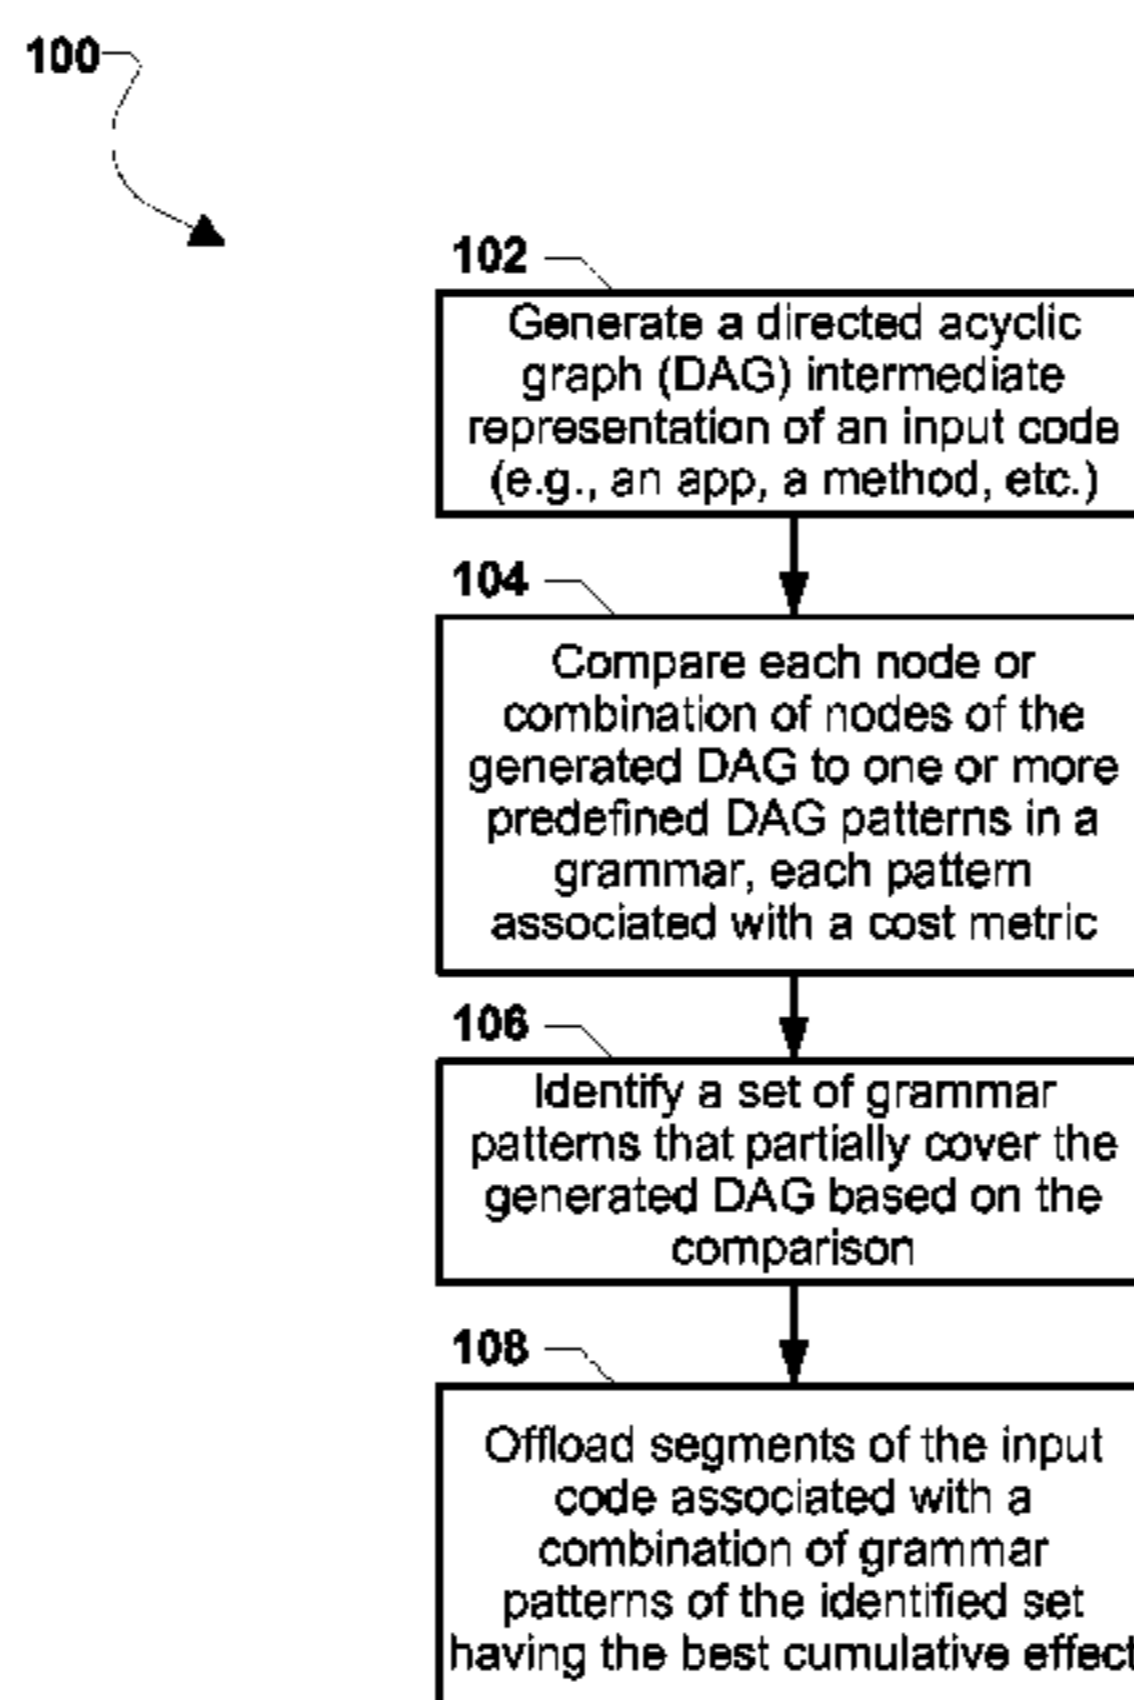 100
102
Generate a directed acyclic
graph (DAG) intermediate
representation of an input code
(e.g., an app, a method, etc.)
104
Compare each node or
combination of nodes of the
generated DAG to one or more
predefined DAG patterns in a
grammar, each pattern
associated with a cost metric
106
Identify a set of grammar
patterns that partially cover the
generated DAG based on the
comparison
108
Offload segments of the input
code associated with a
combination of grammar
patterns of the identified set
having the best cumulative effect